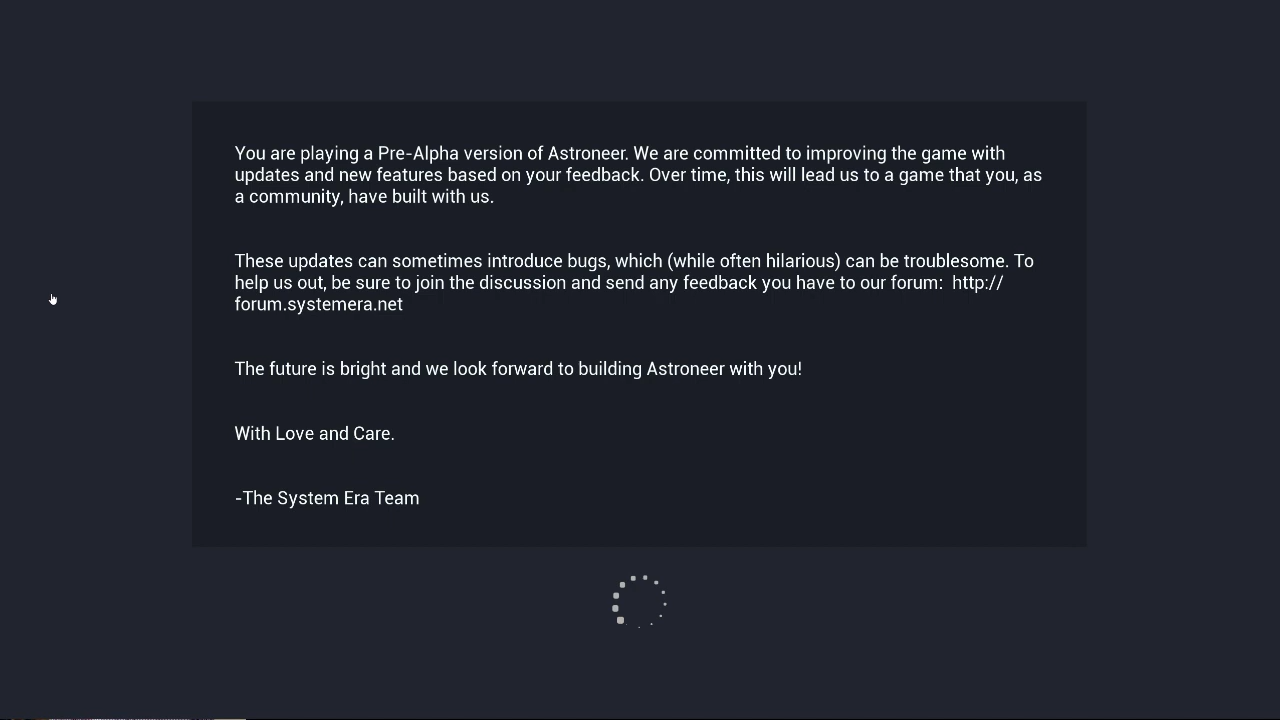 You are playing a Pre-Alpha version of Astroneer. We are committed to improving the game with
updates and new features based on your feedback. Over time, this will lead us to a game that you, as
a community, have built with us.
These updates can sometimes introduce bugs, which (while often hilarious) can be troublesome. To
help us out, be sure to join the discussion and send any feedback you have to our forum:  http://
forum.systemera.net
The future is bright and we look forward to building Astroneer with you!
With Love and Care.
-The System Era Team